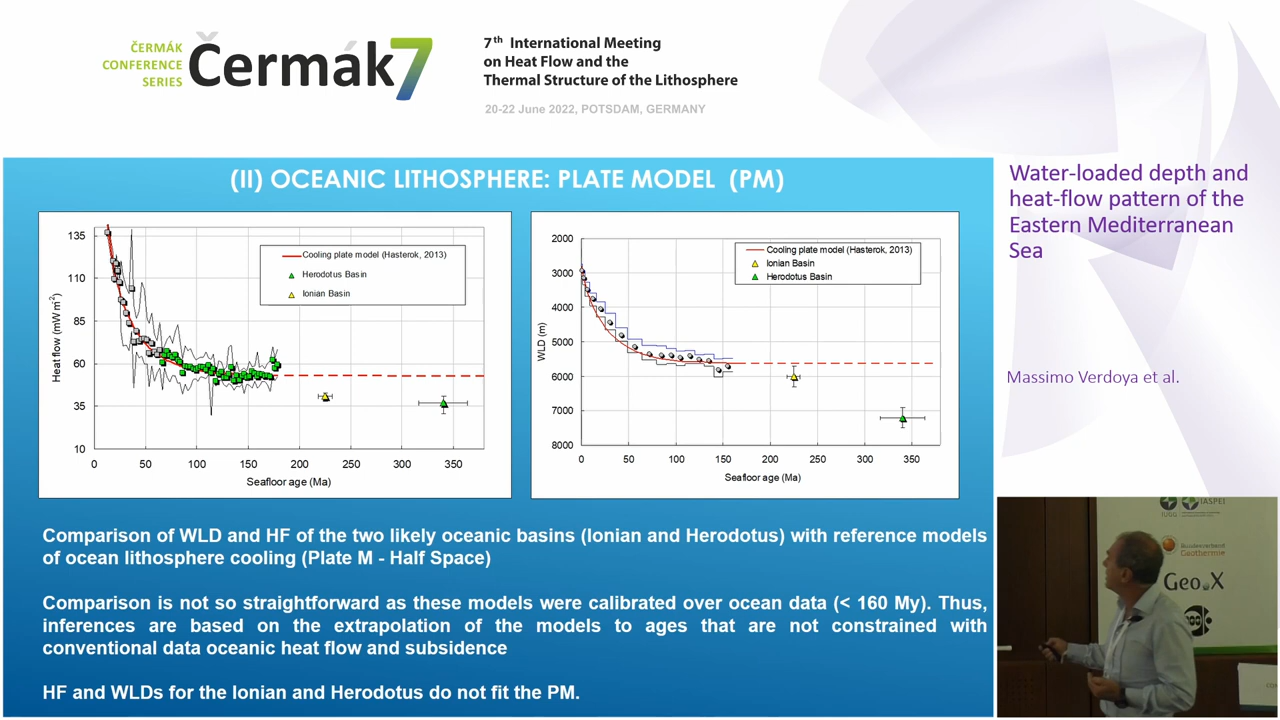 ČERMÁK
CONFERENCE
SERIES
Čermák7
7th International Meeting
on Heat Flow and the
Thermal Structure of the Lithosphere
20-22 June 2022, POTSDAM, GERMANY
(II) OCEANIC LITHOSPHERE: PLATE MODEL (PM)
135
110
85
60
35
10
Heat flow (mW m-2)
0
50
100
150
200
250
300
350
Seafloor age (Ma)
Cooling plate model (Hasterok, 2013)
Herodotus Basin
Ionian Basin
2000
3000
4000
5000
6000
7000
8000
WLD (m)
0
50
100
150
200
250
300
350
Seafloor age (Ma)
Cooling plate model (Hasterok, 2013)
Ionian Basin
Herodotus Basin
Comparison of WLD and HF of the two likely oceanic basins (Ionian and Herodotus) with reference models
of ocean lithosphere cooling (Plate M - Half Space)
Comparison is not so straightforward as these models were calibrated over ocean data (< 160 My). Thus,
inferences are based on the extrapolation of the models to ages that are not constrained with
conventional data oceanic heat flow and subsidence
HF and WLDs for the Ionian and Herodotus do not fit the PM.
Water-loaded depth and
heat-flow pattern of the
Eastern Mediterranean
Sea
Massimo Verdoya et al.
IUGG
IASPEI
Bundesverband
Geothermie
Geo.X